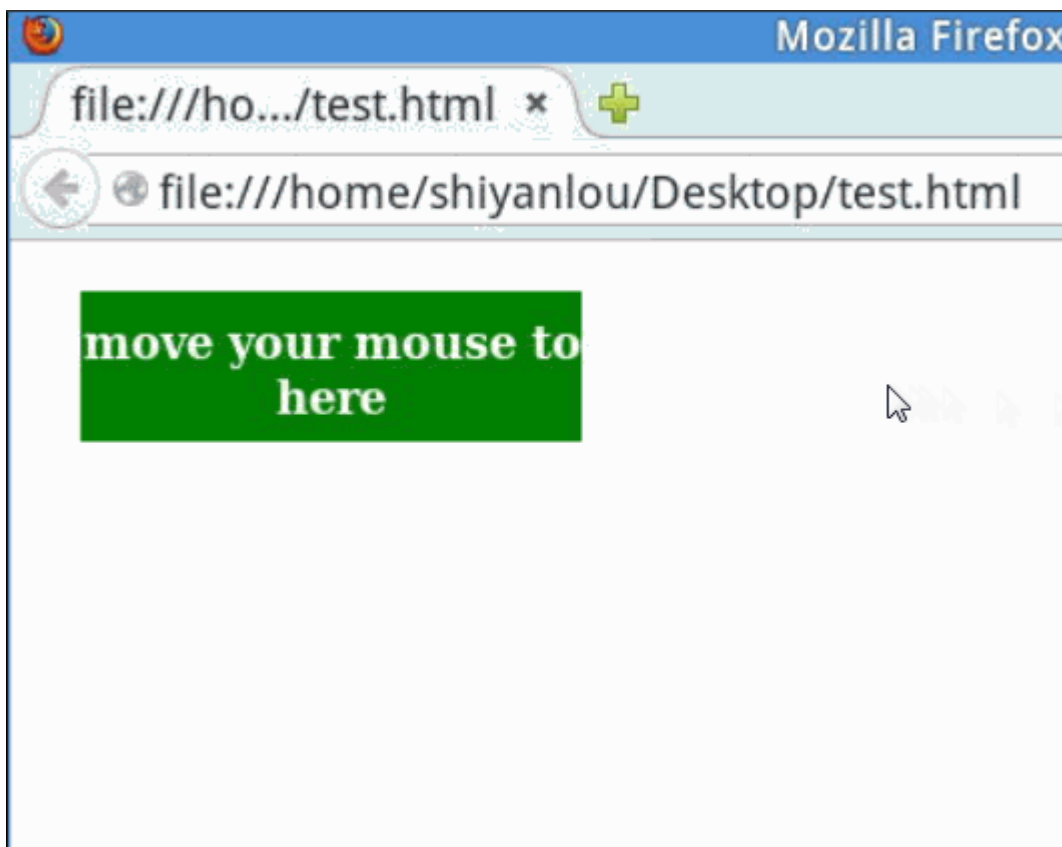 Mozilla Firefox
file:///ho.../test.html
file:///home/shiyanlou/Desktop/test.html
move your mouse to
here